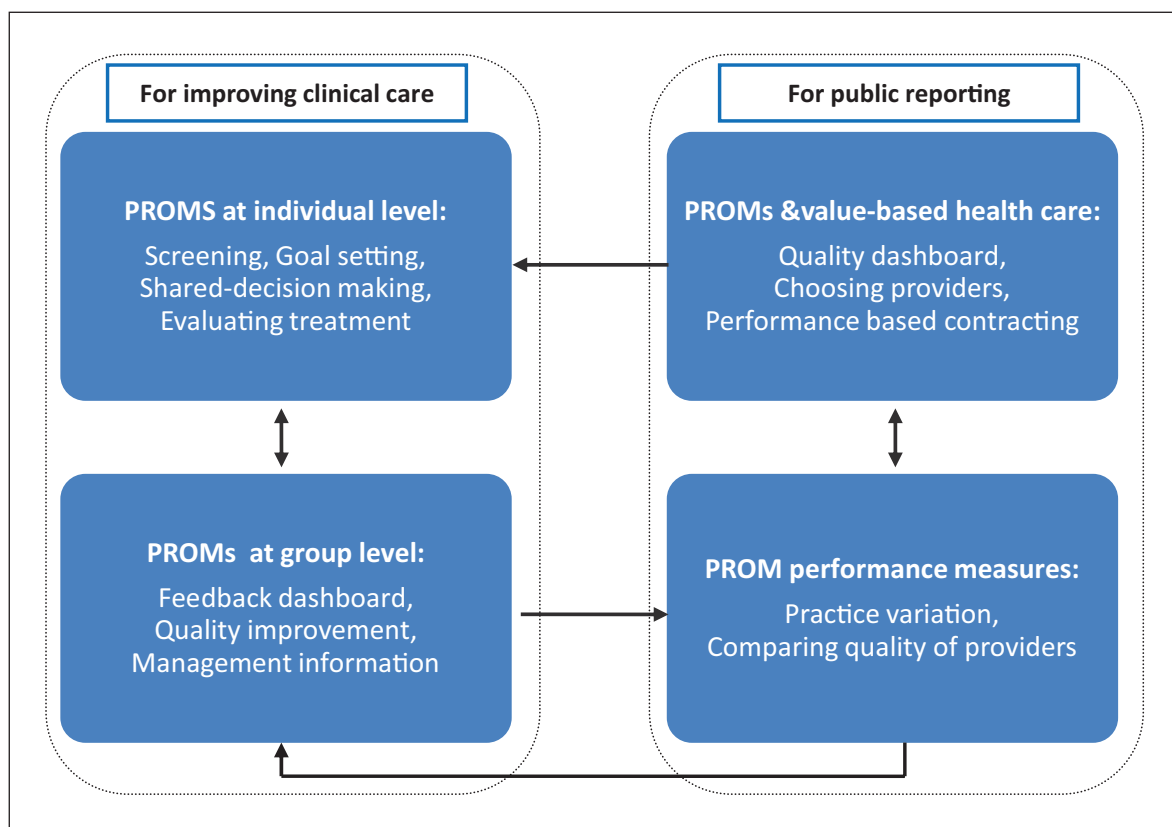 For improving clinical care
PROMS at individual level:
Screening, Goal setting,
Shared-decision making,
Evaluating treatment
PROMs  at group level:
Feedback dashboard,
Quality improvement,
Management information
For public reporting
PROMs &value-based health care:
Quality dashboard,
Choosing providers,
Performance based contracting
PROM performance measures:
Practice variation,
Comparing quality of providers